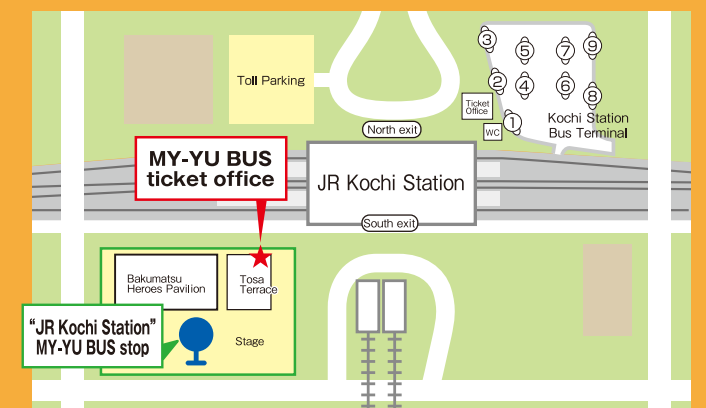 ③
⑤
⑦
⑨
②
④
⑥
⑧
①
Toll Parking
Ticket
Office
WC
Kochi Station
Bus Terminal
North exit
MY-YU BUS
ticket office
JR Kochi Station
South exit
Bakumatsu
Heroes Pavilion
Tosa
Terrace
"JR Kochi Station"
MY-YU BUS stop
Stage